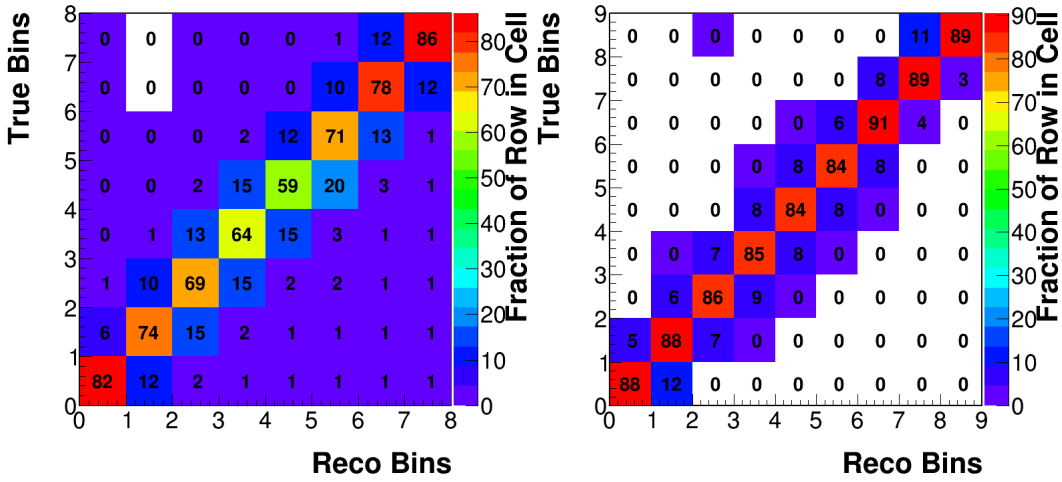 True Bins
8
7
6
5
4
3
2
1
0
0 0 0 0 0 1 12 86
0 0 0 0 0 10 78 12
0 0 0 2 12 71 13 1
0 0 2 15 59 20 3 1
0 1 13 64 15 3 1 1
1 10 69 15 2 2 1 1
6 74 15 2 1 1 1 1
82 12 2 1 1 1 1 1
0 1 2 3 4 5 6 7 8
Reco Bins
80
70
60
50
40
30
20
10
0
Fraction of Row in Cell
True Bins
9
8
7
6
5
4
3
2
1
0
0 0 0 0 0 0 0 11 89
0 0 0 0 0 0 8 89 3
0 0 0 0 0 6 91 4 0
0 0 0 0 8 84 8 0 0
0 0 0 8 84 8 0 0 0
0 0 7 85 8 0 0 0 0
0 6 86 9 0 0 0 0 0
5 88 7 0 0 0 0 0 0
88 12 0 0 0 0 0 0 0
0 1 2 3 4 5 6 7 8 9
Reco Bins
90
80
70
60
50
40
30
20
10
0
Fraction of Row in Cell